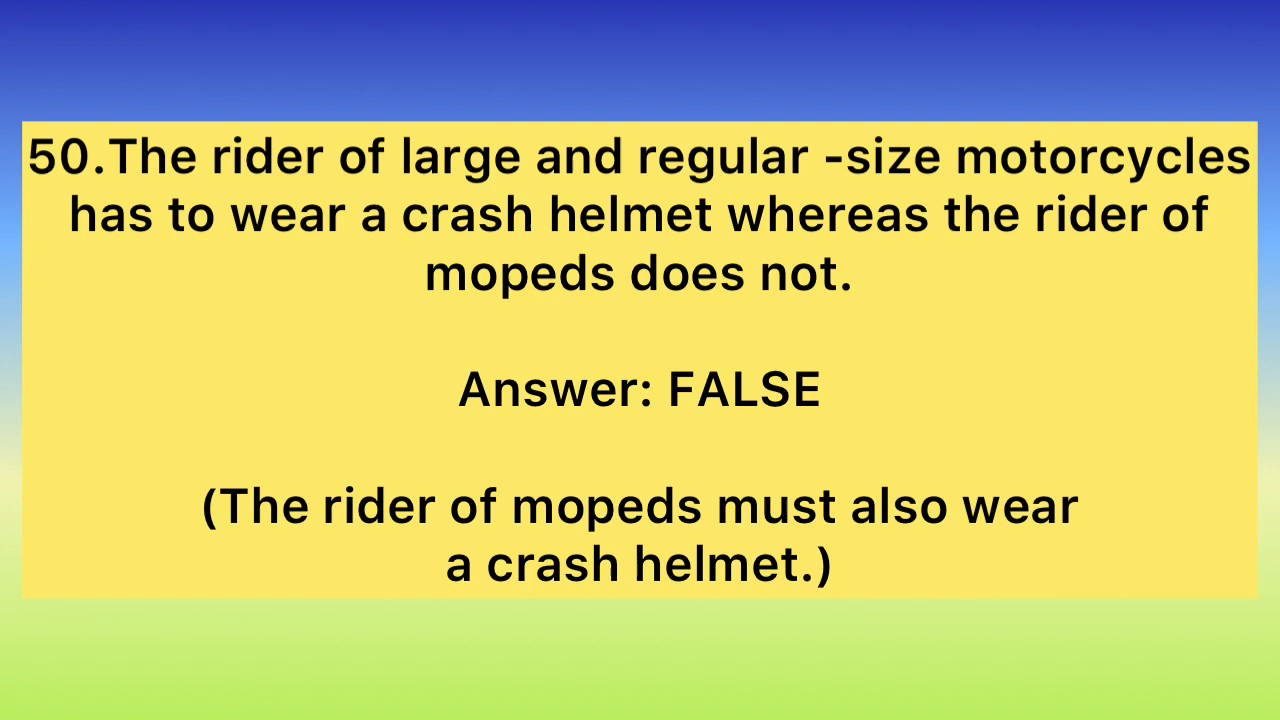 50.The rider of large and regular -size motorcycles
has to wear a crash helmet whereas the rider of
mopeds does not.
Answer: FALSE
(The rider of mopeds must also wear
a crash helmet.)